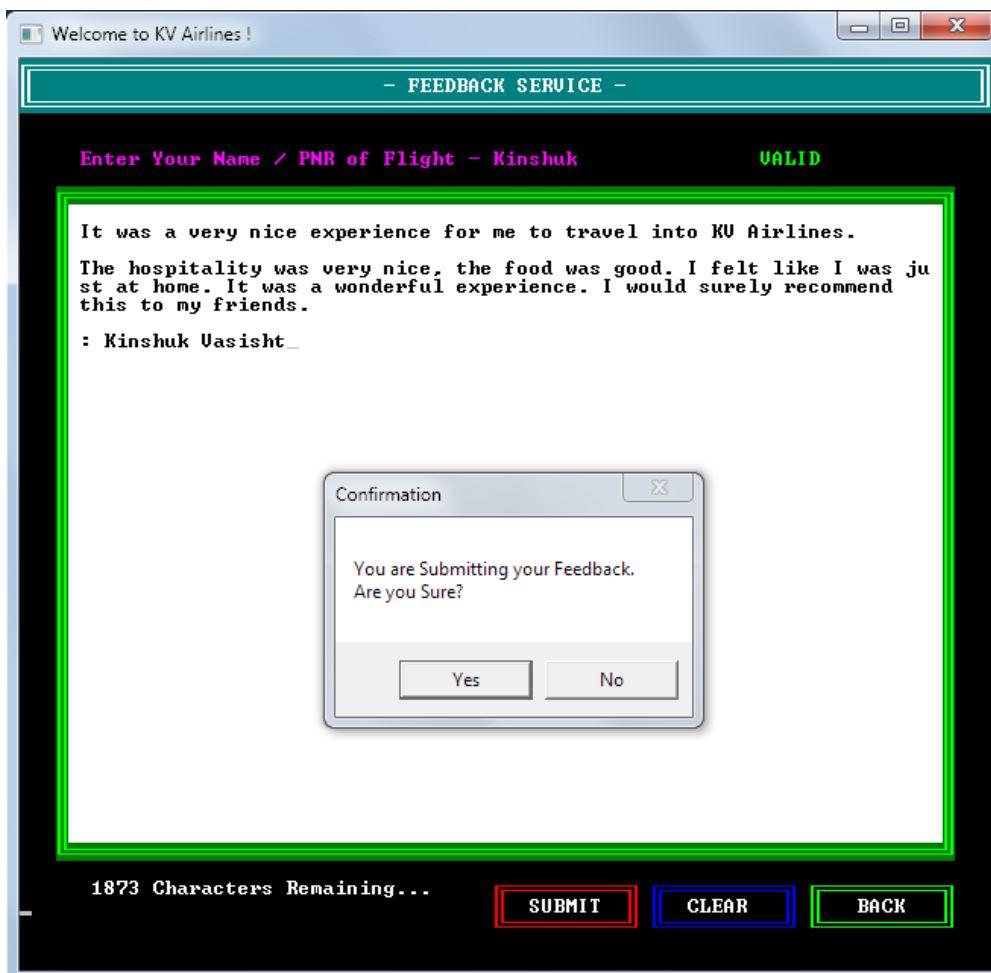 Welcome to KV Airlines !
- FEEDBACK SERVICE -
Enter Your Name / PNR of Flight - Kinshuk VALID
It was a very nice experience for me to travel into KV Airlines.
The hospitality was very nice, the food was good. I felt like I was ju
st at home. It was a wonderful experience. I would surely recommend
this to my friends.
: Kinshuk Vasisht_
Confirmation
You are Submitting your Feedback.
Are you Sure?
Yes No
1873 Characters Remaining...
SUBMIT CLEAR BACK